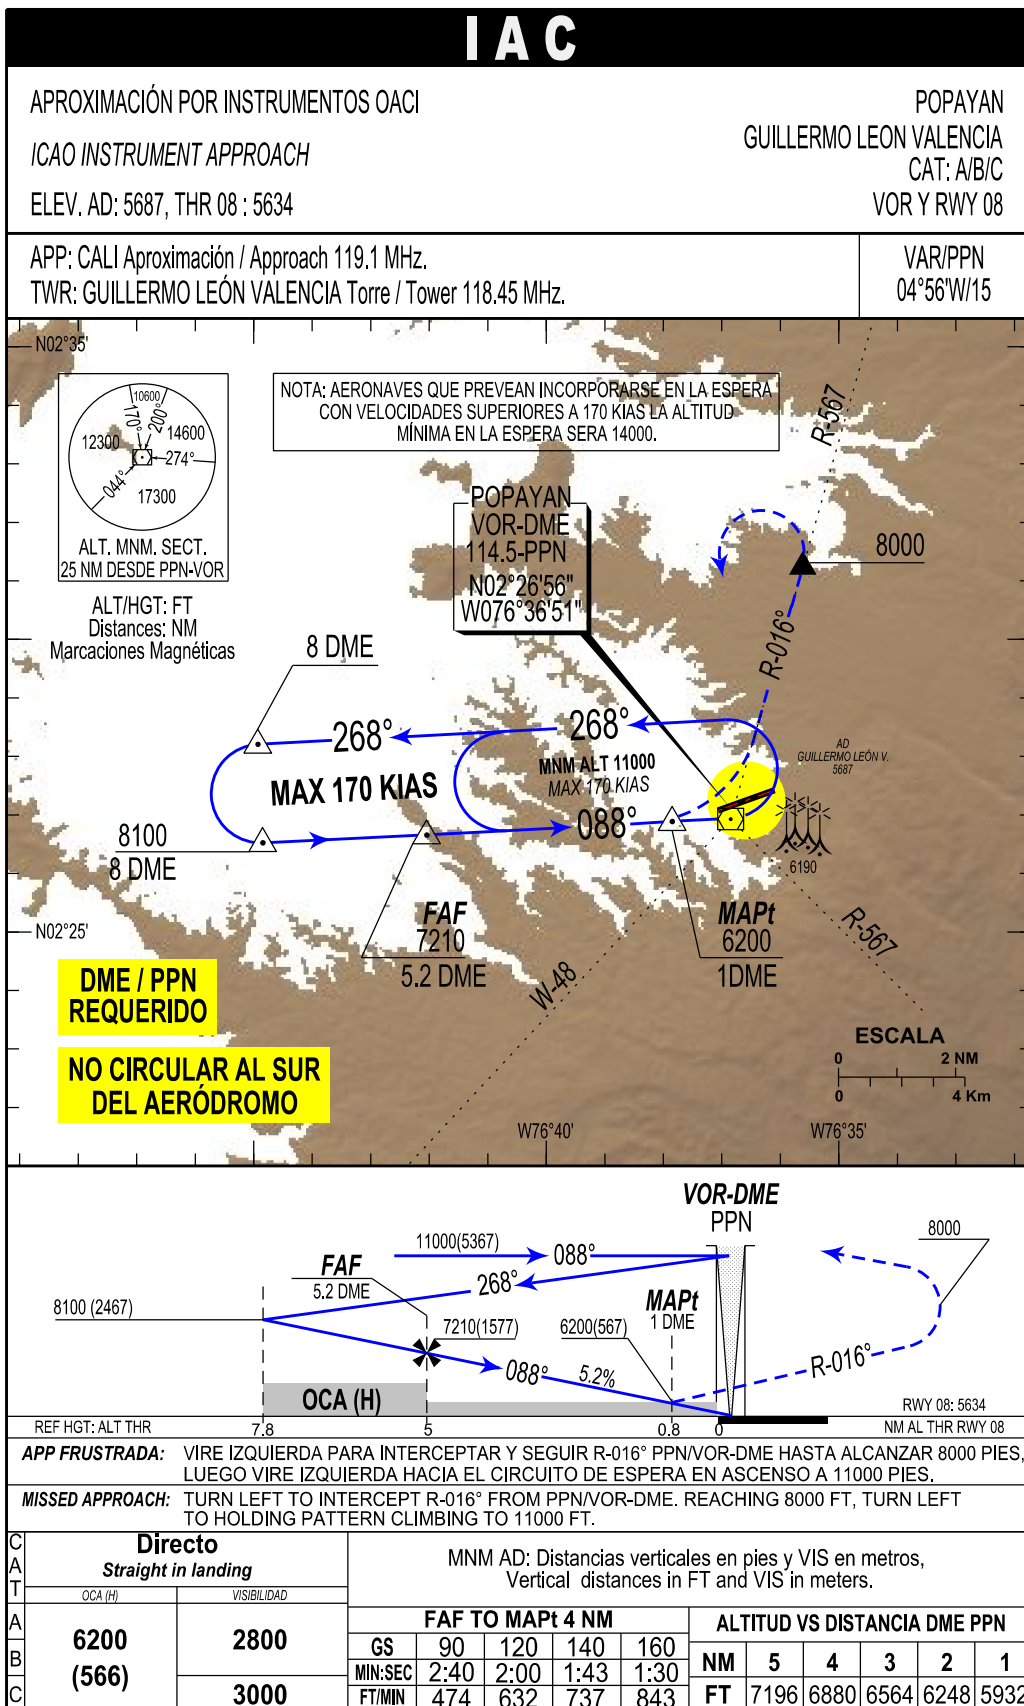 IAC
APROXIMACIÓN POR INSTRUMENTOS OACI
ICAO INSTRUMENT APPROACH
ELEV. AD: 5687, THR 08 : 5634
POPAYAN
GUILLERMO LEON VALENCIA
CAT: A/B/C
VOR Y RWY 08
APP: CALI Aproximación / Approach 119.1 MHz.
TWR: GUILLERMO LEÓN VALENCIA Torre / Tower 118.45 MHz.
VAR/PPN
04°56'W/15
N02°35'
10600
170°
200°
12300
14600
274°
044°
17300
ALT. MNM. SECT.
25 NM DESDE PPN-VOR
ALT/HGT: FT
Distances: NM
Marcaciones Magnéticas
NOTA: AERONAVES QUE PREVEAN INCORPORARSE EN LA ESPERA
CON VELOCIDADES SUPERIORES A 170 KIAS LA ALTITUD
MÍNIMA EN LA ESPERA SERA 14000.
R-567
POPAYAN
VOR-DME
114.5-PPN
N02°26'56"
W076°36'51"
8000
R-016°
8 DME
268°
268°
MNM ALT 11000
MAX 170 KIAS
MAX 170 KIAS
AD
GUILLERMO LEÓN V.
5687
088°
8100
8 DME
6190
FAF
7210
5.2 DME
MAPt
6200
1DME
R-567
W-48
N02°25'
DME / PPN
REQUERIDO
NO CIRCULAR AL SUR
DEL AERÓDROMO
ESCALA
0 2 NM
0 4 Km
W76°40'
W76°35'
VOR-DME
PPN
11000(5367)
088°
8000
FAF
5.2 DME
268°
8100 (2467)
MAPt
1 DME
7210(1577)
6200(567)
088°
5.2%
R-016°
OCA (H)
RWY 08: 5634
REF HGT: ALT THR
7.8
5
0.8
0
NM AL THR RWY 08
APP FRUSTRADA: VIRE IZQUIERDA PARA INTERCEPTAR Y SEGUIR R-016° PPN/VOR-DME HASTA ALCANZAR 8000 PIES,
LUEGO VIRE IZQUIERDA HACIA EL CIRCUITO DE ESPERA EN ASCENSO A 11000 PIES.
MISSED APPROACH: TURN LEFT TO INTERCEPT R-016° FROM PPN/VOR-DME. REACHING 8000 FT, TURN LEFT
TO HOLDING PATTERN CLIMBING TO 11000 FT.
CAT
Directo
Straight in landing
OCA (H)
VISIBILIDAD
A
B
C
6200
(566)
2800
3000
MNM AD: Distancias verticales en pies y VIS en metros,
Vertical distances in FT and VIS in meters.
FAF TO MAPt 4 NM
GS 90 120 140 160
MIN:SEC 2:40 2:00 1:43 1:30
FT/MIN 474 632 737 843
ALTITUD VS DISTANCIA DME PPN
NM 5 4 3 2 1
FT 7196 6880 6564 6248 5932